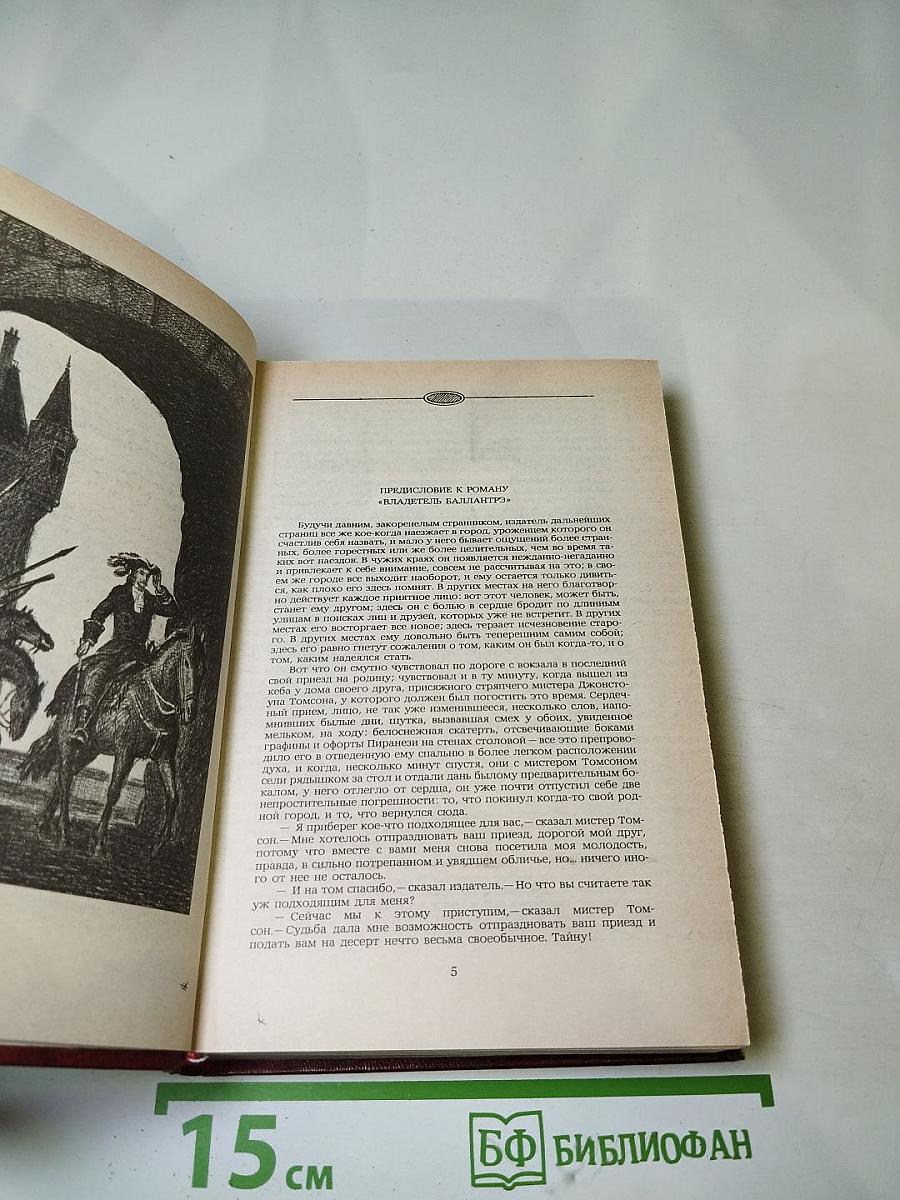 ПРЕДИСЛОВИЕ К РОМАНУ
«ВЛАДЕТЕЛЬ БАЛЛАНТРЭ»
Будучи давним, закоренелым странником, издатель дальнейших
страниц все же кое-когда наезжает в город, урожением которого он
счастлив себя назвать, и мало у него бывает ощущений более стран-
ных, более горестных или же более целительных, чем во время та-
ких вот наездов. В чужих краях он появляется нежданно-негаданно
и привлекает к себе внимание, совсем не рассчитывая на это; в сво-
ем же городе все выходит наоборот, и ему остается только дивить-
ся, как плохо его здесь помнят. В других местах на него благотвор-
но действует каждое приятное лицо: вот этот человек, может быть,
станет ему другом; здесь он с болью в сердце бродит по длинным
улицам в поисках лиц и друзей, которых уже не встретит. В других
местах его восторгает все новое; здесь терзает исчезновение старо-
го. В других местах ему довольно быть теперешним самим собой;
здесь его равно гнетут сожаления о том, каким он был когда-то, и о
том, каким надеялся стать.
Вот что он смутно чувствовал по дороге с вокзала в последний
свой приезд на родину; чувствовал и в ту минуту, когда вышел из
кеба у дома своего друга, присяжного стряпчего мистера Джонсто-
уна Томсона, у которого должен был погостить это время. Сердеч-
ный прием, лицо, не так уже изменившееся, несколько слов, напо-
мнивших былые дни, шутка, вызвавшая смех у обоих, увиденные
мельком, на ходу: белоснежная скатерть, отсвечивающие боками
графины и офорты Пиранези на стенах столовой — все это препрово-
дило его в отведенную ему спальню в более легком расположении
духа, и когда, несколько минут спустя, они с мистером Томсоном
сели рядышком за стол и отдали дань былому предварительным бо-
калом, у него отлегло от сердца, он уже почти отпустил себе две
непростительные погрешности: то, что покинул когда-то свой род-
ной город, и то, что вернулся сюда.
— Я приберег кое-что подходящее для вас,— сказал мистер Том-
сон.— Мне хотелось отпраздновать ваш приезд, дорогой мой друг,
потому что вместе с вами меня снова посетила моя молодость,
правда, в сильно потрепанном и увядшем обличье, но... ничего ино-
го от нее не осталось.
— И на том спасибо,— сказал издатель.— Но что вы считаете так
уж подходящим для меня?
— Сейчас мы к этому приступим,— сказал мистер Том-
сон.— Судьба дала мне возможность отпраздновать ваш приезд и
подать вам на десерт нечто весьма своеобычное. Тайну!
5
15 см
БФ БИБЛИОФАН